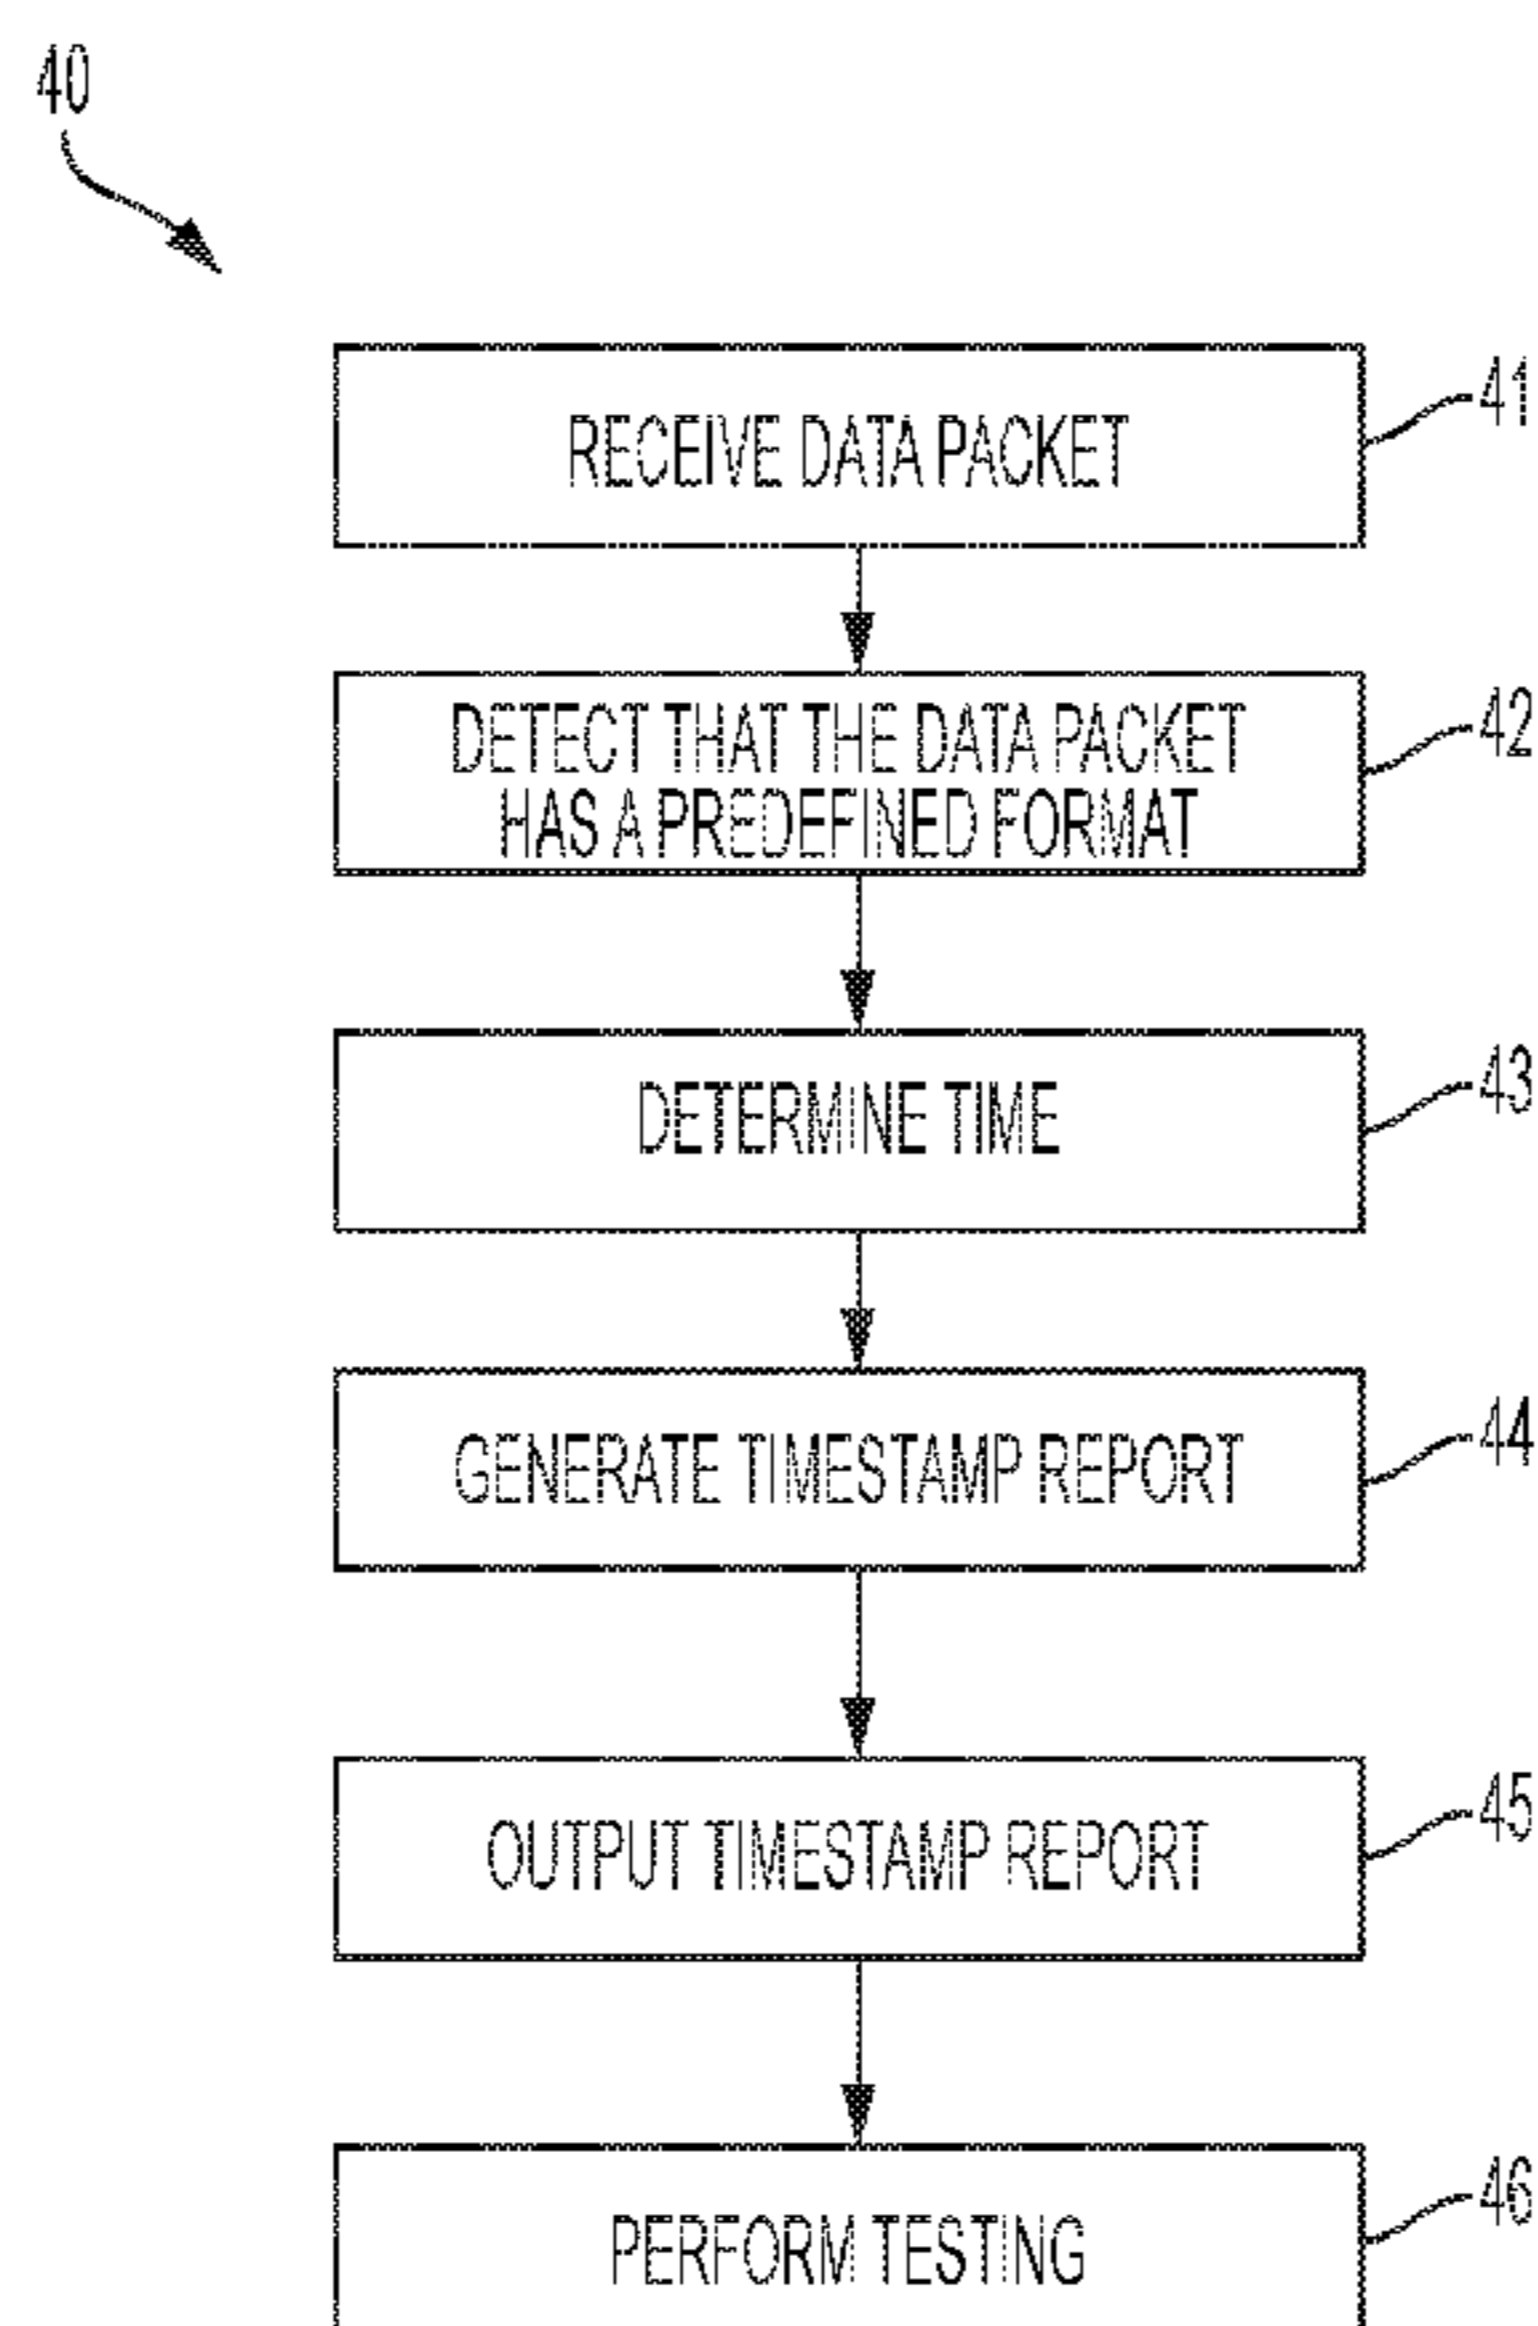 40
RECEIVE DATA PACKET
41
DETECT THAT THE DATA PACKET
HAS A PREDEFINED FORMAT
42
DETERMINE TIME
43
GENERATE TIMESTAMP REPORT
44
OUTPUT TIMESTAMP REPORT
45
PERFORM TESTING
46